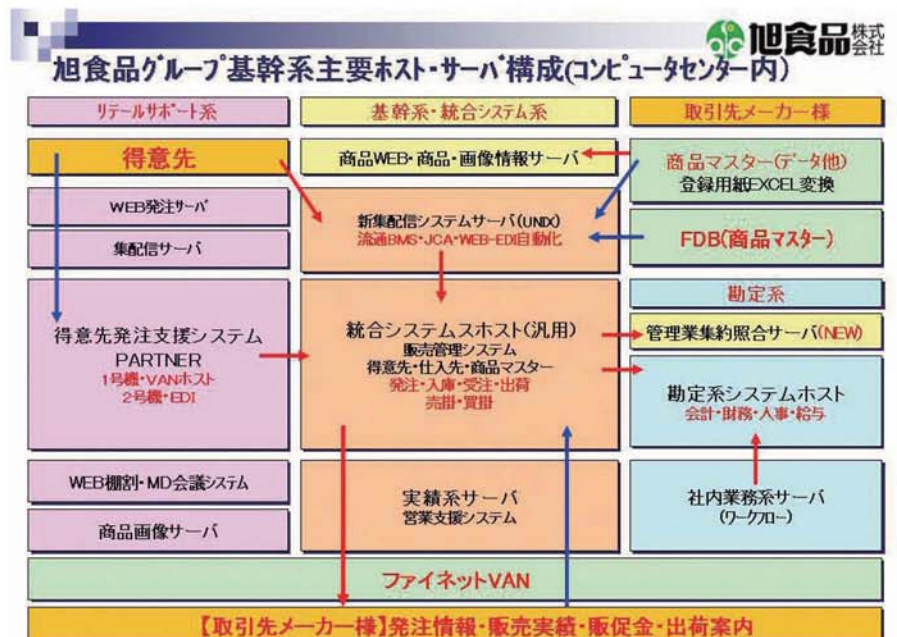 旭食品株式会社
旭食品グループ基幹系主要ホスト・サーバ構成(コンピュータセンター内)
リテールサポート系
基幹系・統合システム系
取引先メーカー様
得意先
商品WEB・商品・画像情報サーバ
商品マスター(データ他)
登録用紙EXCEL変換
WEB発注サーバ
集配信サーバ
新集配信システムサーバ(UNIX)
流通BMS・JCA・WEB-EDI自動化
FDB(商品マスター)
勘定系
得意先発注支援システム
PARTNER
1号機・VANホスト
2号機・EDI
統合システムスホスト(汎用)
販売管理システム
得意先・仕入先・商品マスター
発注・入庫・受注・出荷
売掛・買掛
管理業集約照合サーバ(NEW)
勘定系システムホスト
会計・財務・人事・給与
WEB棚割・MD会議システム
商品画像サーバ
実績系サーバ
営業支援システム
社内業務系サーバ
(ワークフロー)
ファイネットVAN
【取引先メーカー様】発注情報・販売実績・販促金・出荷案内